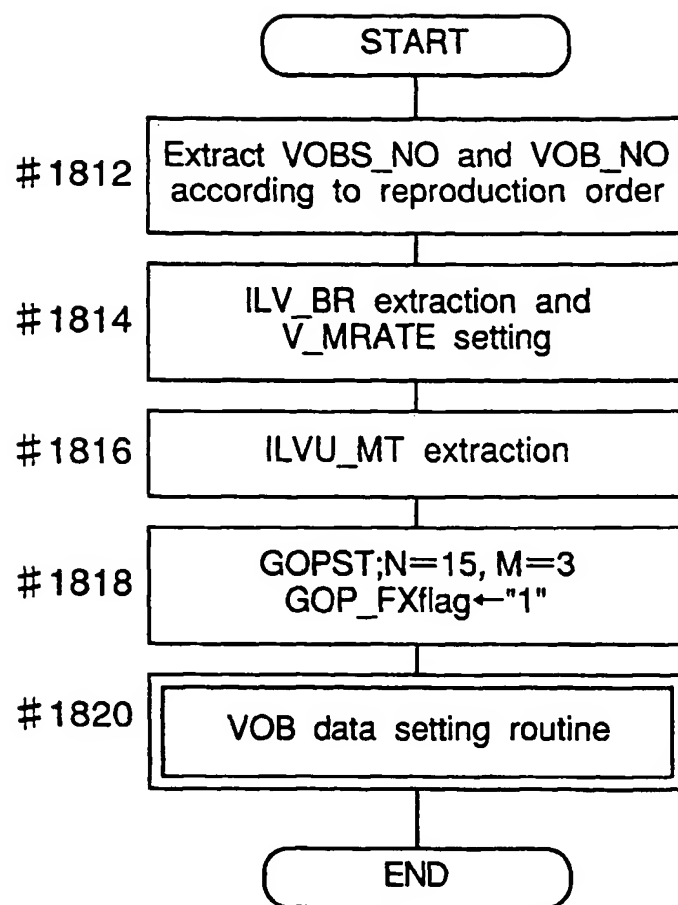 START
#1812
Extract VOBS_NO and VOB_NO
according to reproduction order
#1814
ILV_BR extraction and
V_MRATE setting
#1816
ILVU_MT extraction
#1818
GOPST;N=15, M=3
GOP_FXflag←"1"
#1820
VOB data setting routine
END